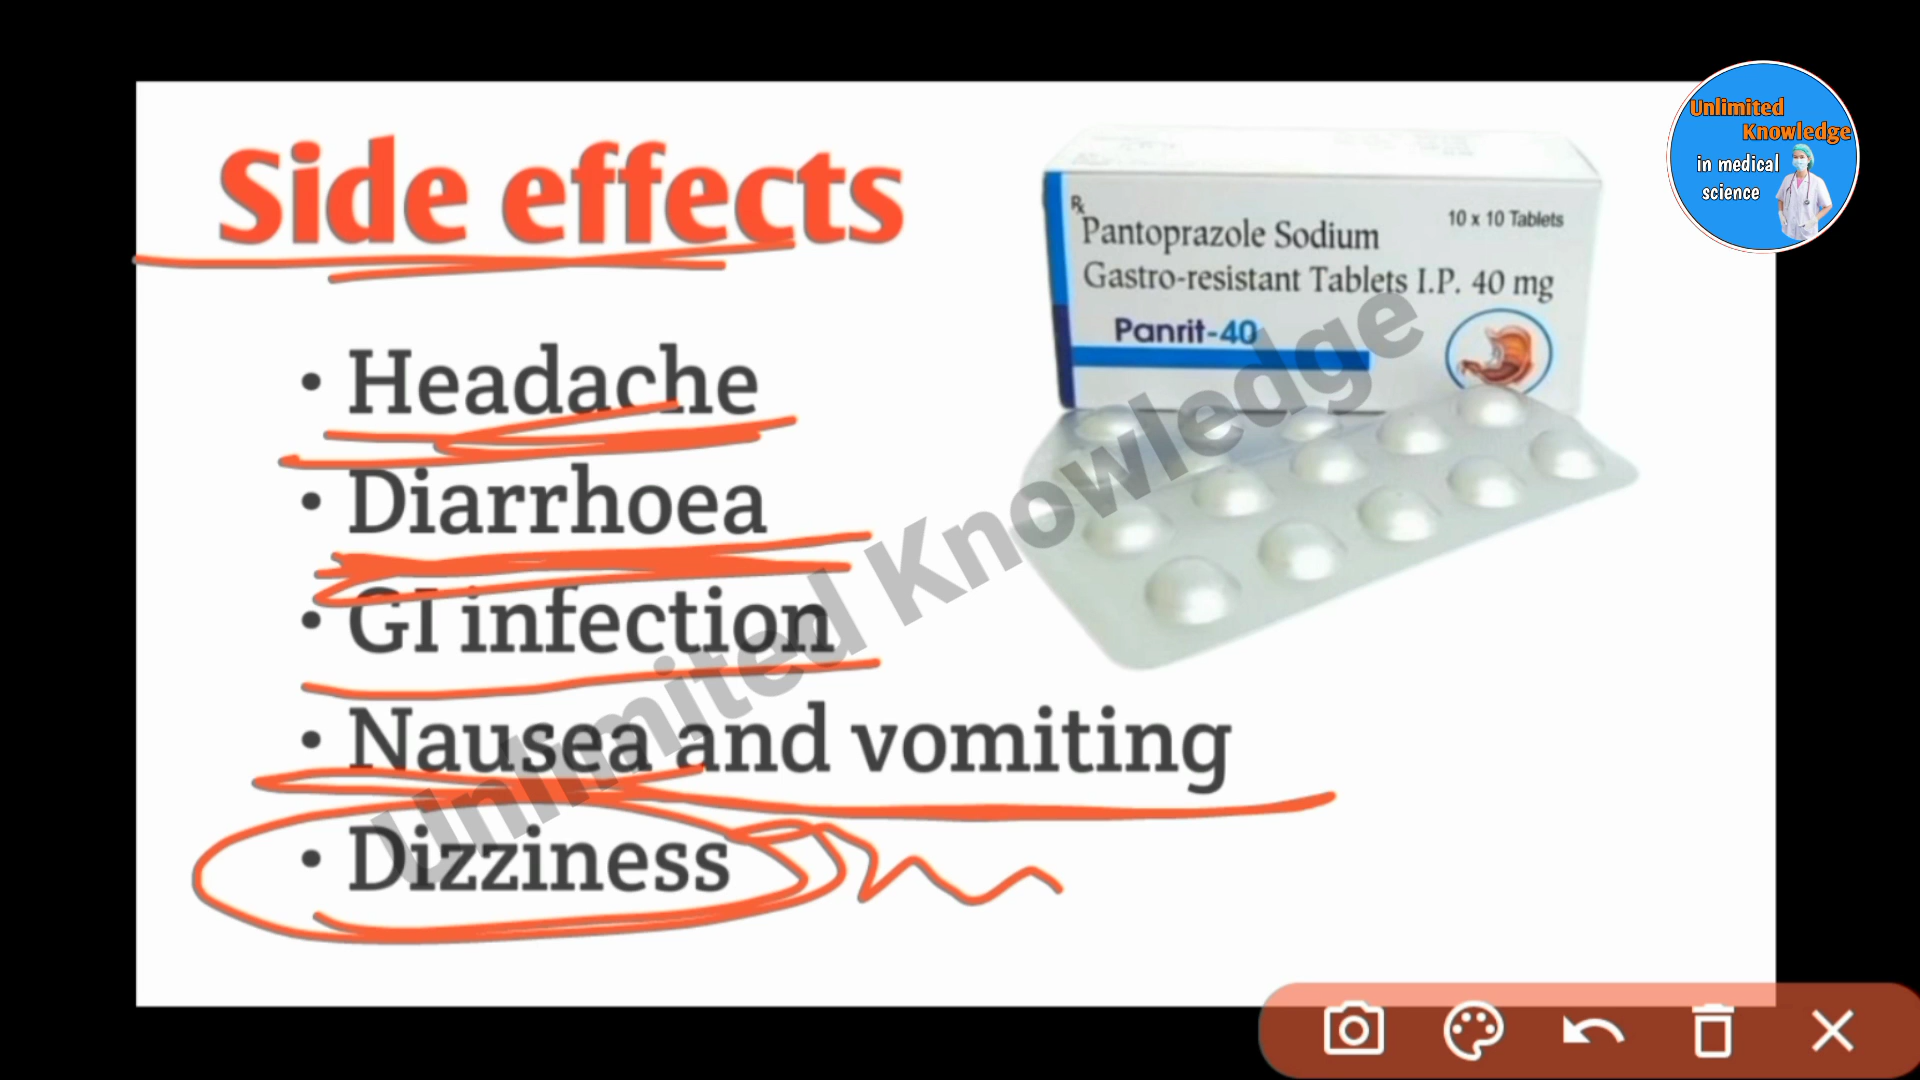 Side effects
• Headache
• Diarrhoea
• GI infection
• Nausea and vomiting
• Dizziness
Rx
Pantoprazole Sodium
10 x 10 Tablets
Gastro-resistant Tablets I.P. 40 mg
Panrit-40
Unlimited Knowledge
Unlimited
Knowledge
in medical
science